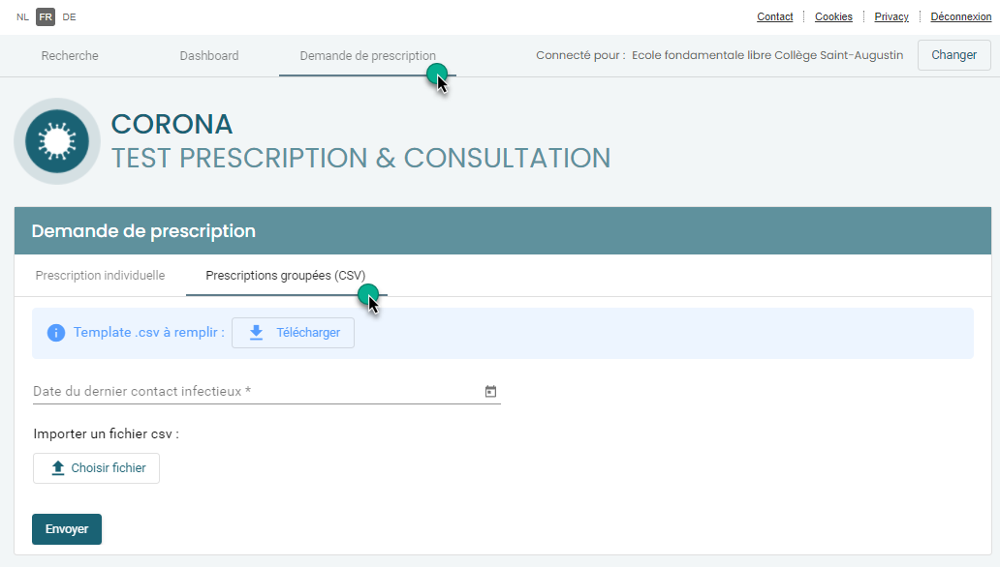 NL FR DE Contact Cookies Privacy Déconnexion
Recherche Dashboard Demande de prescription Connecté pour : Ecole fondamentale libre Collège Saint-Augustin Changer
CORONA
TEST PRESCRIPTION & CONSULTATION
Demande de prescription
Prescription individuelle Prescriptions groupées (CSV)
Template .csv à remplir : Télécharger
Date du dernier contact infectieux *
Importer un fichier csv :
Choisir fichier
Envoyer